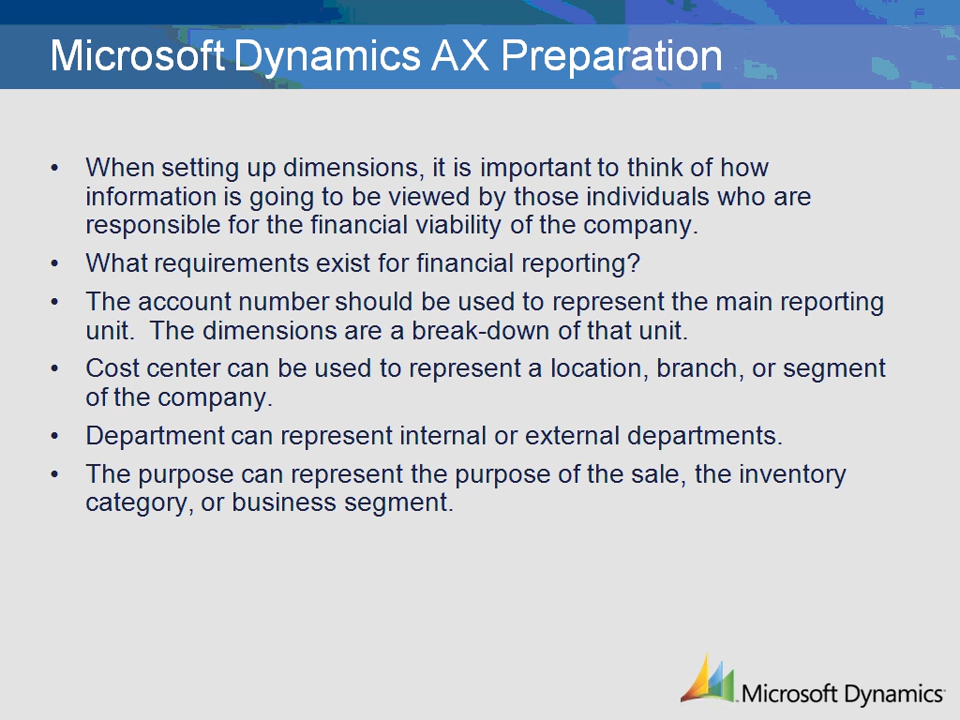 Microsoft Dynamics AX Preparation
• When setting up dimensions, it is important to think of how
information is going to be viewed by those individuals who are
responsible for the financial viability of the company.
• What requirements exist for financial reporting?
• The account number should be used to represent the main reporting
unit.  The dimensions are a break-down of that unit.
• Cost center can be used to represent a location, branch, or segment
of the company.
• Department can represent internal or external departments.
• The purpose can represent the purpose of the sale, the inventory
category, or business segment.
Microsoft Dynamics